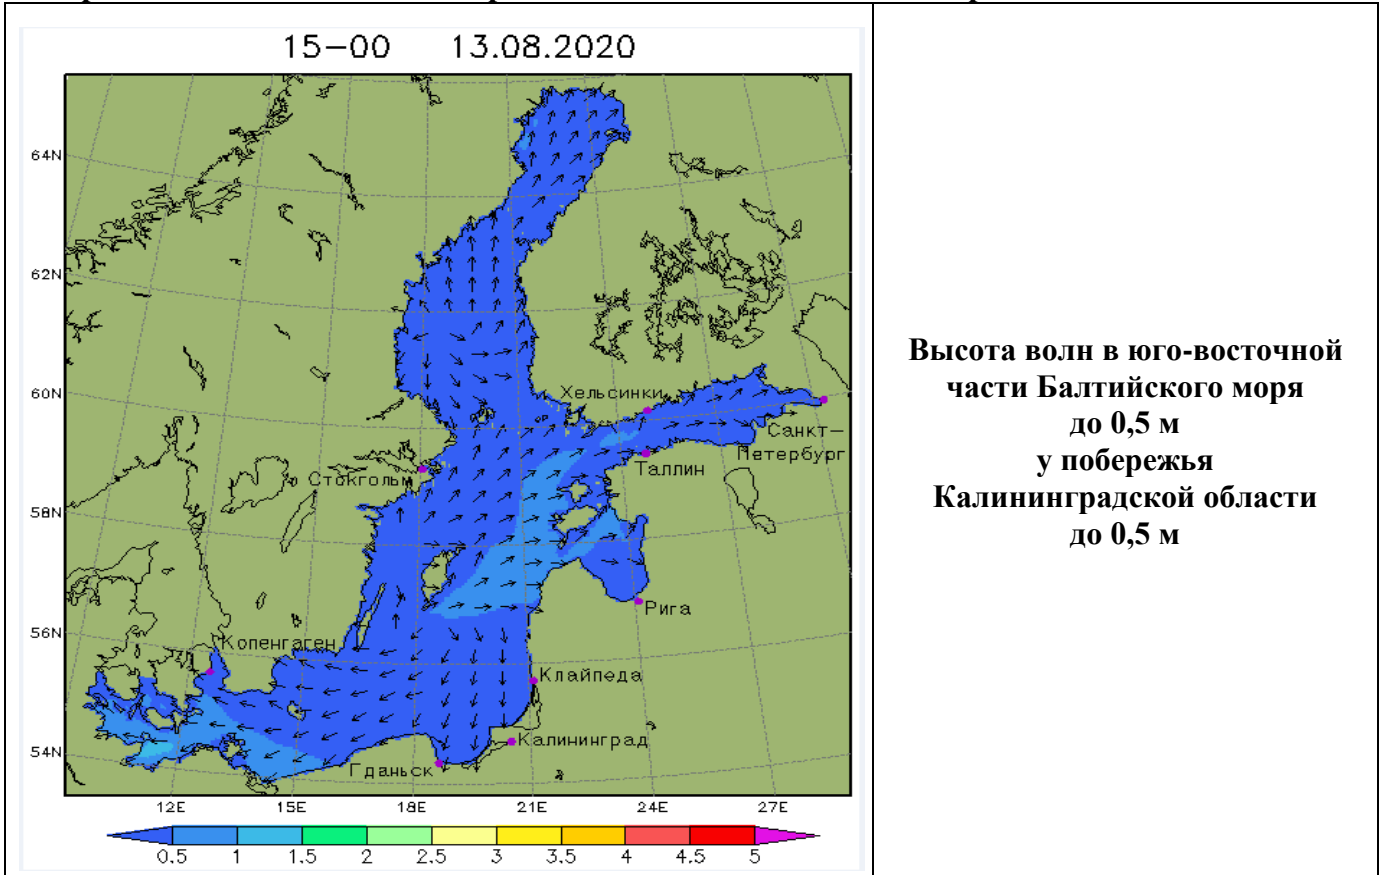 15-00 13.08.2020
64N
62N
60N
58N
56N
54N
Хельсинки
Санкт-
Петербург
Таллин
Стокгольм
Рига
Копенгаген
Клайпеда
Калининград
Гданьск
12E 15E 18E 21E 24E 27E
0.5 1 1.5 2 2.5 3 3.5 4 4.5 5
Высота волн в юго-восточной
части Балтийского моря
до 0,5 м
у побережья
Калининградской области
до 0,5 м